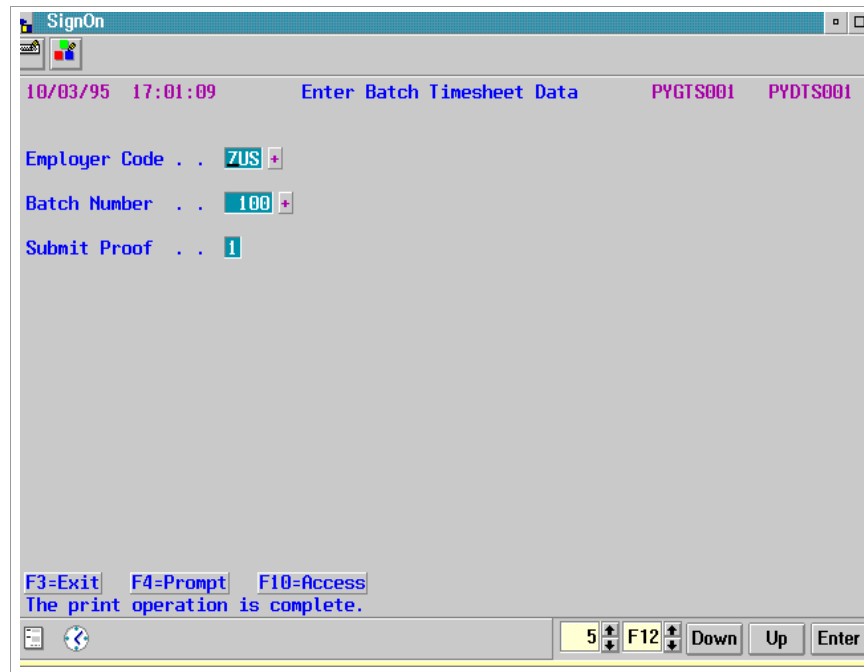 SignOn
10/03/95 17:01:09 Enter Batch Timesheet Data PYGTS001 PYDTS001
Employer Code . . ZUS +
Batch Number . . 100 +
Submit Proof . . 1
F3=Exit F4=Prompt F10=Access
The print operation is complete.
5 F12 Down Up Enter